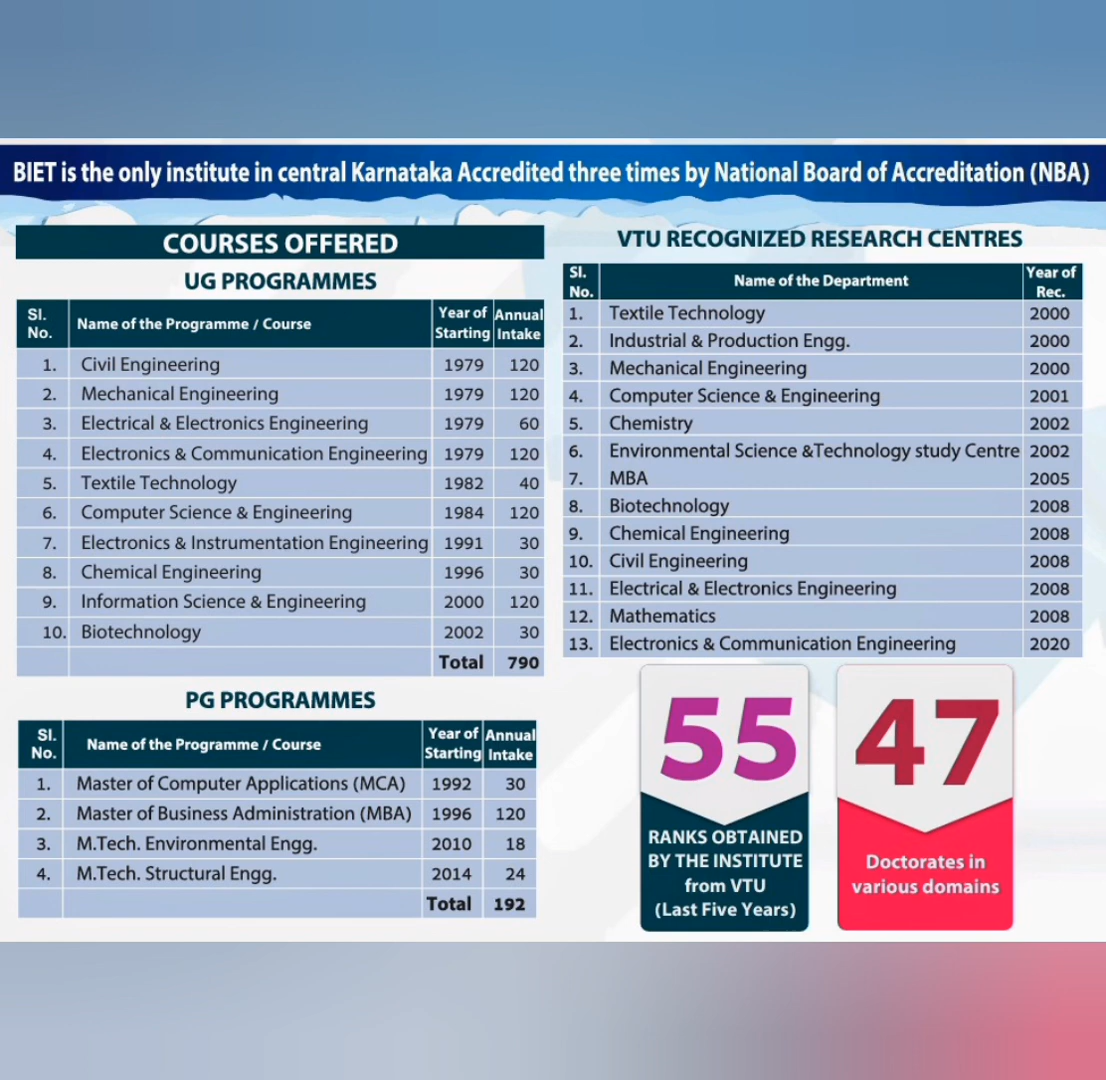 BIET is the only institute in central Karnataka Accredited three times by National Board of Accreditation (NBA)
COURSES OFFERED
UG PROGRAMMES
Sl. No. Name of the Programme / Course Year of Starting Annual Intake
1. Civil Engineering 1979 120
2. Mechanical Engineering 1979 120
3. Electrical & Electronics Engineering 1979 60
4. Electronics & Communication Engineering 1979 120
5. Textile Technology 1982 40
6. Computer Science & Engineering 1984 120
7. Electronics & Instrumentation Engineering 1991 30
8. Chemical Engineering 1996 30
9. Information Science & Engineering 2000 120
10. Biotechnology 2002 30
Total 790
PG PROGRAMMES
Sl. No. Name of the Programme / Course Year of Starting Annual Intake
1. Master of Computer Applications (MCA) 1992 30
2. Master of Business Administration (MBA) 1996 120
3. M.Tech. Environmental Engg. 2010 18
4. M.Tech. Structural Engg. 2014 24
Total 192
VTU RECOGNIZED RESEARCH CENTRES
Sl. No. Name of the Department Year of Rec.
1. Textile Technology 2000
2. Industrial & Production Engg. 2000
3. Mechanical Engineering 2000
4. Computer Science & Engineering 2001
5. Chemistry 2002
6. Environmental Science &Technology study Centre 2002
7. MBA 2005
8. Biotechnology 2008
9. Chemical Engineering 2008
10. Civil Engineering 2008
11. Electrical & Electronics Engineering 2008
12. Mathematics 2008
13. Electronics & Communication Engineering 2020
55
RANKS OBTAINED
BY THE INSTITUTE
from VTU
(Last Five Years)
47
Doctorates in
various domains